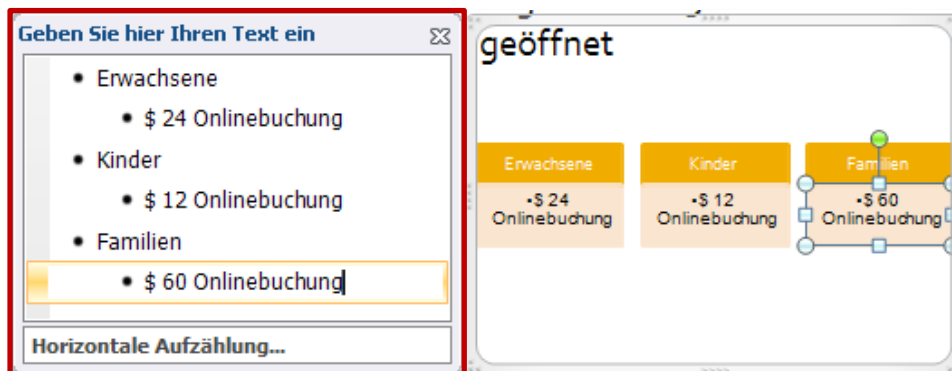 Geben Sie hier Ihren Text ein
• Erwachsene
• $ 24 Onlinebuchung
• Kinder
• $ 12 Onlinebuchung
• Familien
• $ 60 Onlinebuchung
Horizontale Aufzählung...
geöffnet
Erwachsene
•$ 24
Onlinebuchung
Kinder
•$ 12
Onlinebuchung
Familien
•$ 60
Onlinebuchung